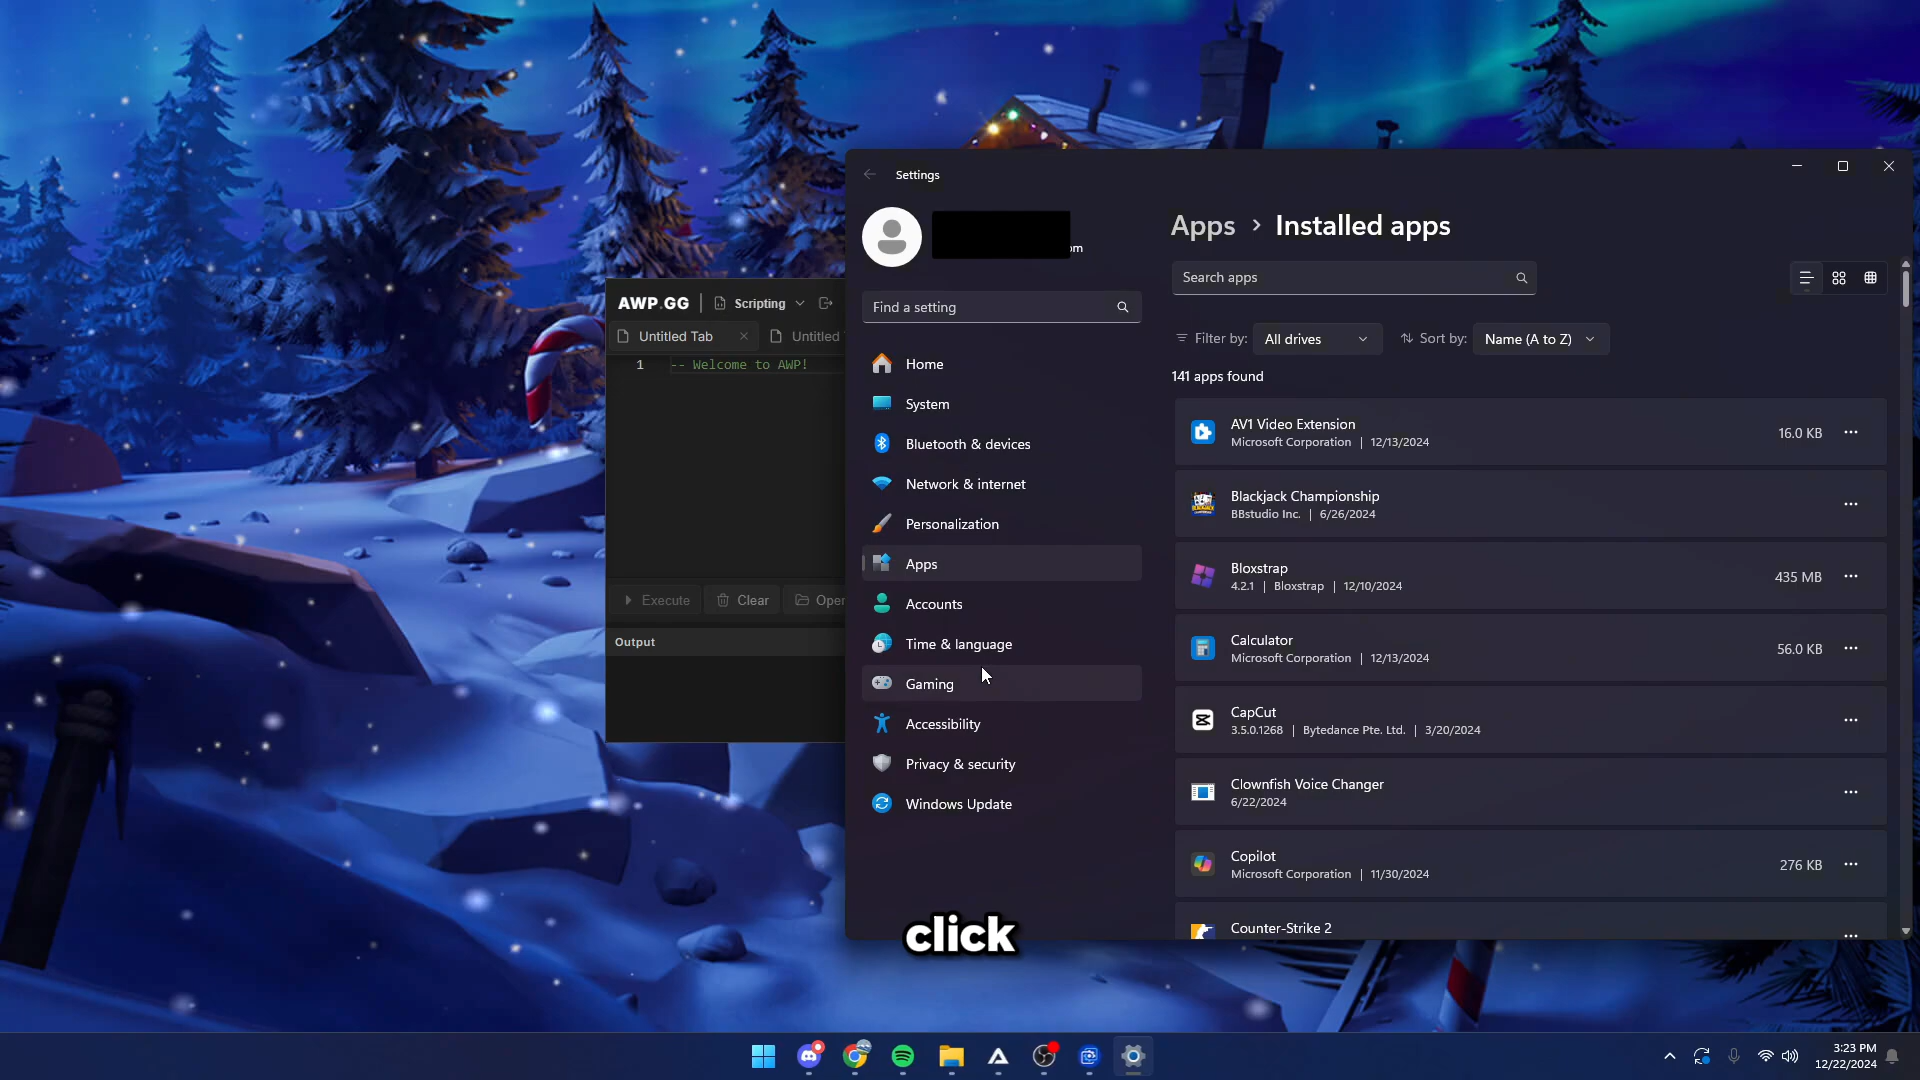 AWP.GG
Scripting
Untitled Tab
Untitled
1
-- Welcome to AWP!
Execute
Clear
Open
Output
Settings
om
Find a setting
Home
System
Bluetooth & devices
Network & internet
Personalization
Apps
Accounts
Time & language
Gaming
Accessibility
Privacy & security
Windows Update
Apps > Installed apps
Search apps
Filter by:
All drives
Sort by:
Name (A to Z)
141 apps found
AV1 Video Extension
Microsoft Corporation | 12/13/2024
16.0 KB
Blackjack Championship
BBstudio Inc. | 6/26/2024
Bloxstrap
4.2.1 | Bloxstrap | 12/10/2024
435 MB
Calculator
Microsoft Corporation | 12/13/2024
56.0 KB
CapCut
3.5.0.1268 | Bytedance Pte. Ltd. | 3/20/2024
Clownfish Voice Changer
6/22/2024
Copilot
Microsoft Corporation | 11/30/2024
276 KB
Counter-Strike 2
click
3:23 PM
12/22/2024